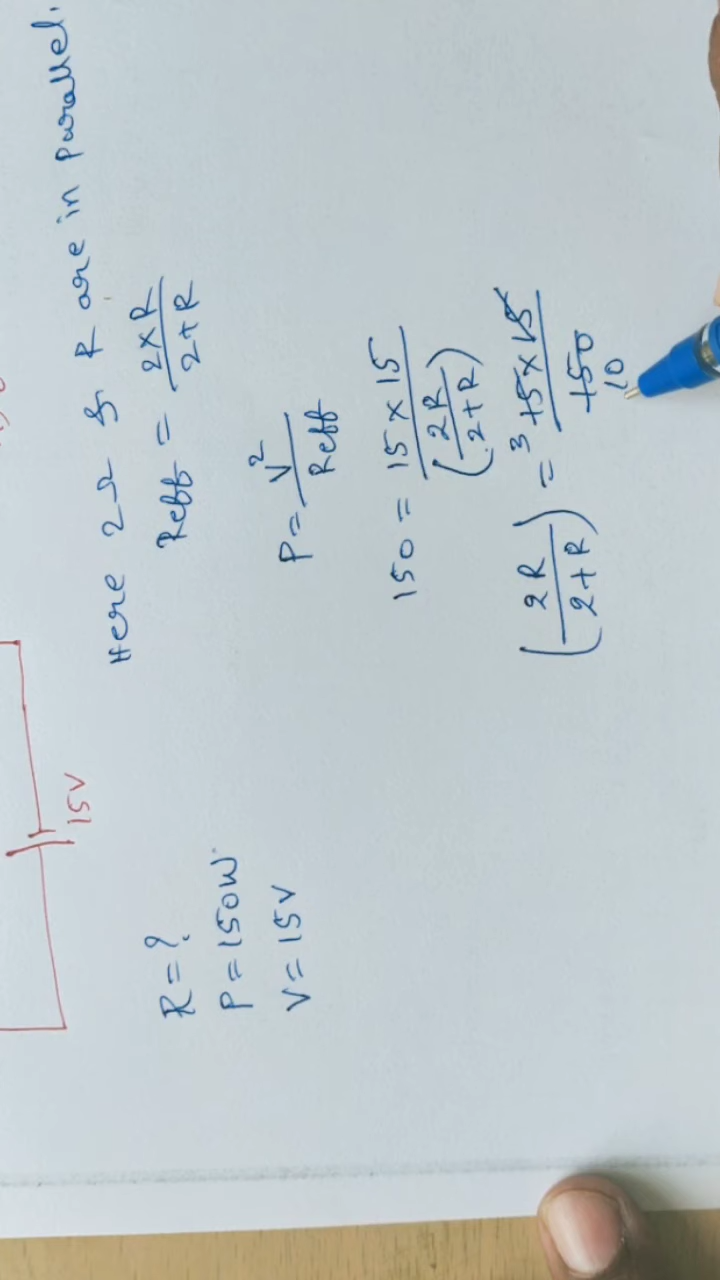 15V
R = ?
P = 150W
V = 15V
Here 2Ω & R are in parallel.
Reff = 2×R / 2+R
P = V² / Reff
150 = 15 × 15 / (2R / 2+R)
(2R / 2+R) = ³ 15 × 15 / 150
10